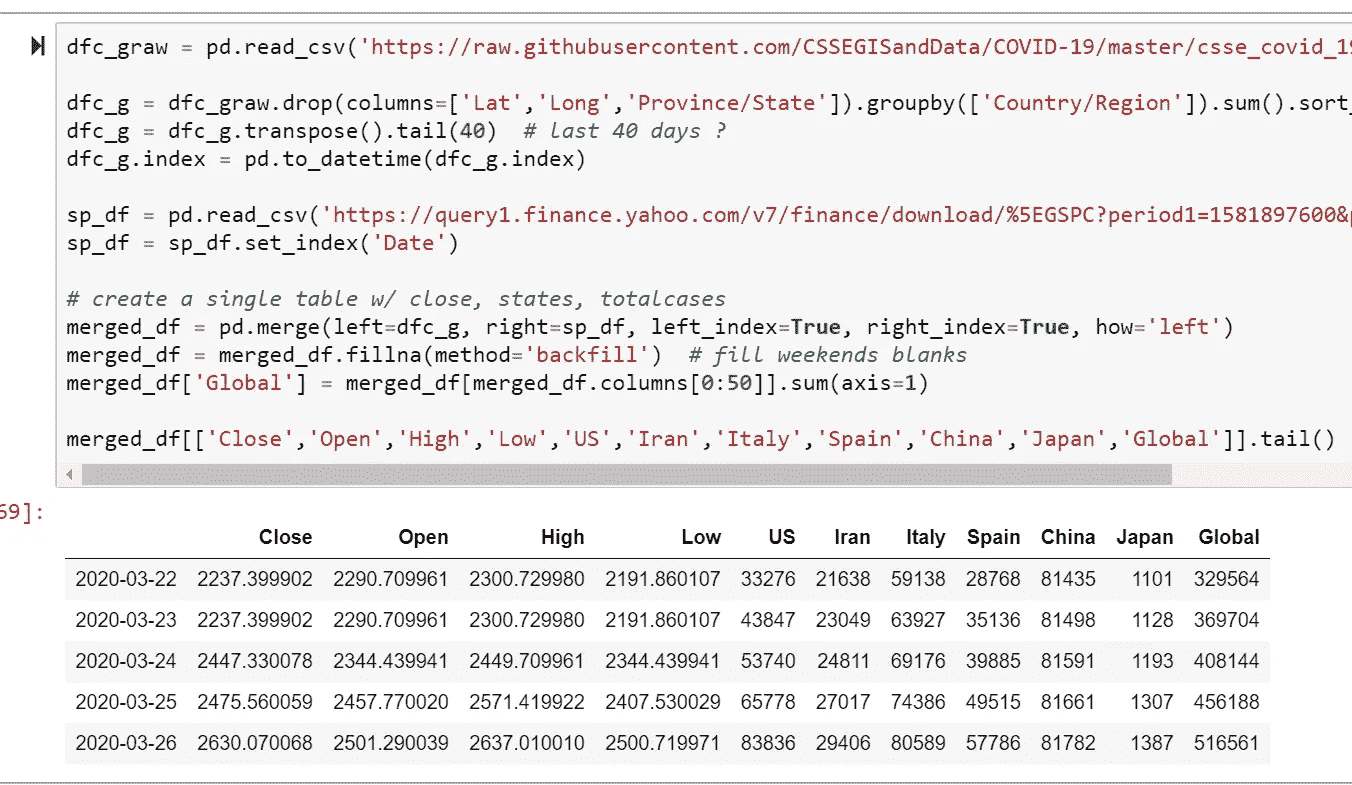 dfc_graw = pd.read_csv('https://raw.githubusercontent.com/CSSEGISandData/COVID-19/master/csse_covid_19
dfc_g = dfc_graw.drop(columns=['Lat','Long','Province/State']).groupby(['Country/Region']).sum().sort_
dfc_g = dfc_g.transpose().tail(40)  # last 40 days ?
dfc_g.index = pd.to_datetime(dfc_g.index)
sp_df = pd.read_csv('https://query1.finance.yahoo.com/v7/finance/download/%5EGSPC?period1=1581897600&p
sp_df = sp_df.set_index('Date')
# create a single table w/ close, states, totalcases
merged_df = pd.merge(left=dfc_g, right=sp_df, left_index=True, right_index=True, how='left')
merged_df = merged_df.fillna(method='backfill')  # fill weekends blanks
merged_df['Global'] = merged_df[merged_df.columns[0:50]].sum(axis=1)
merged_df[['Close','Open','High','Low','US','Iran','Italy','Spain','China','Japan','Global']].tail()
69]:
Close Open High Low US Iran Italy Spain China Japan Global
2020-03-22 2237.399902 2290.709961 2300.729980 2191.860107 33276 21638 59138 28768 81435 1101 329564
2020-03-23 2237.399902 2290.709961 2300.729980 2191.860107 43847 23049 63927 35136 81498 1128 369704
2020-03-24 2447.330078 2344.439941 2449.709961 2344.439941 53740 24811 69176 39885 81591 1193 408144
2020-03-25 2475.560059 2457.770020 2571.419922 2407.530029 65778 27017 74386 49515 81661 1307 456188
2020-03-26 2630.070068 2501.290039 2637.010010 2500.719971 83836 29406 80589 57786 81782 1387 516561